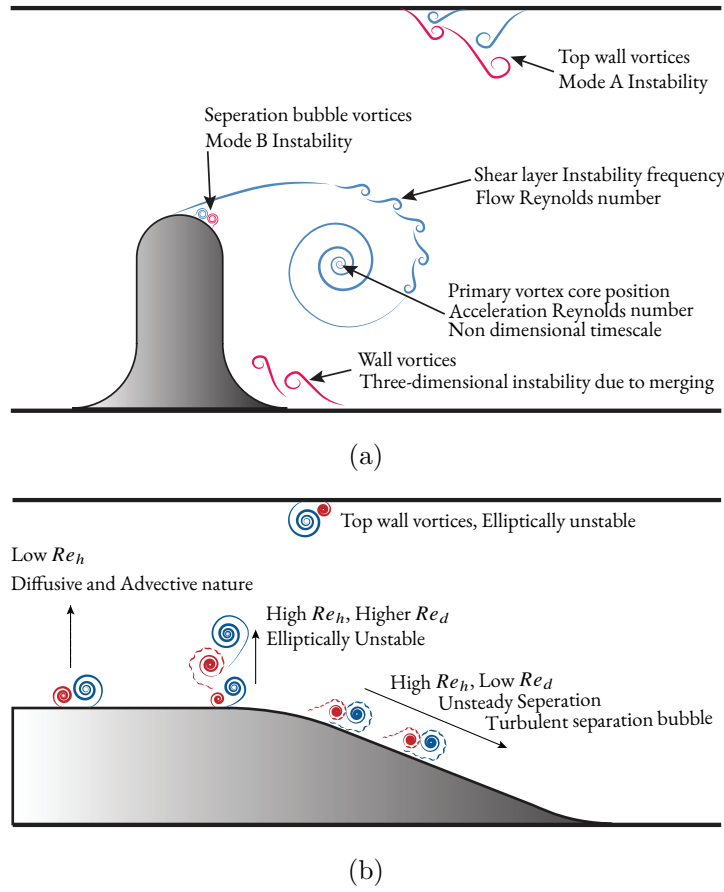 Top wall vortices
Mode A Instability
Seperation bubble vortices
Mode B Instability
Shear layer Instability frequency
Flow Reynolds number
Primary vortex core position
Acceleration Reynolds number
Non dimensional timescale
Wall vortices
Three-dimensional instability due to merging
(a)
Top wall vortices, Elliptically unstable
Low Re_h
Diffusive and Advective nature
High Re_h, Higher Re_d
Elliptically Unstable
High Re_h, Low Re_d
Unsteady Seperation
Turbulent separation bubble
(b)